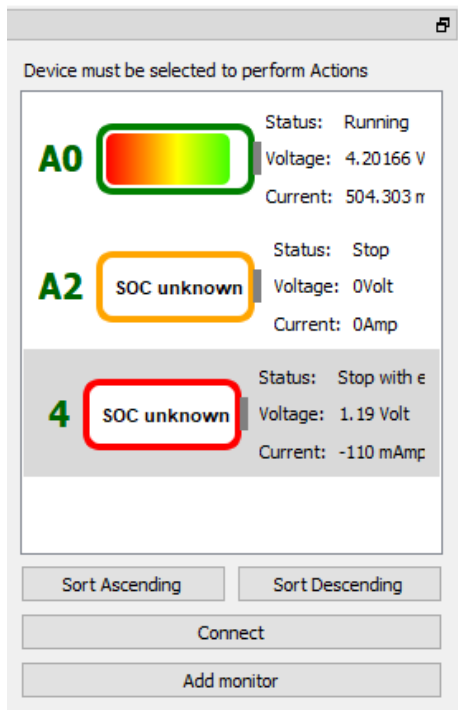 Device must be selected to perform Actions
A0
Status: Running
Voltage: 4.20166 V
Current: 504.303 m
A2
SOC unknown
Status: Stop
Voltage: 0Volt
Current: 0Amp
4
SOC unknown
Status: Stop with e
Voltage: 1.19 Volt
Current: -110 mAmp
Sort Ascending Sort Descending
Connect
Add monitor